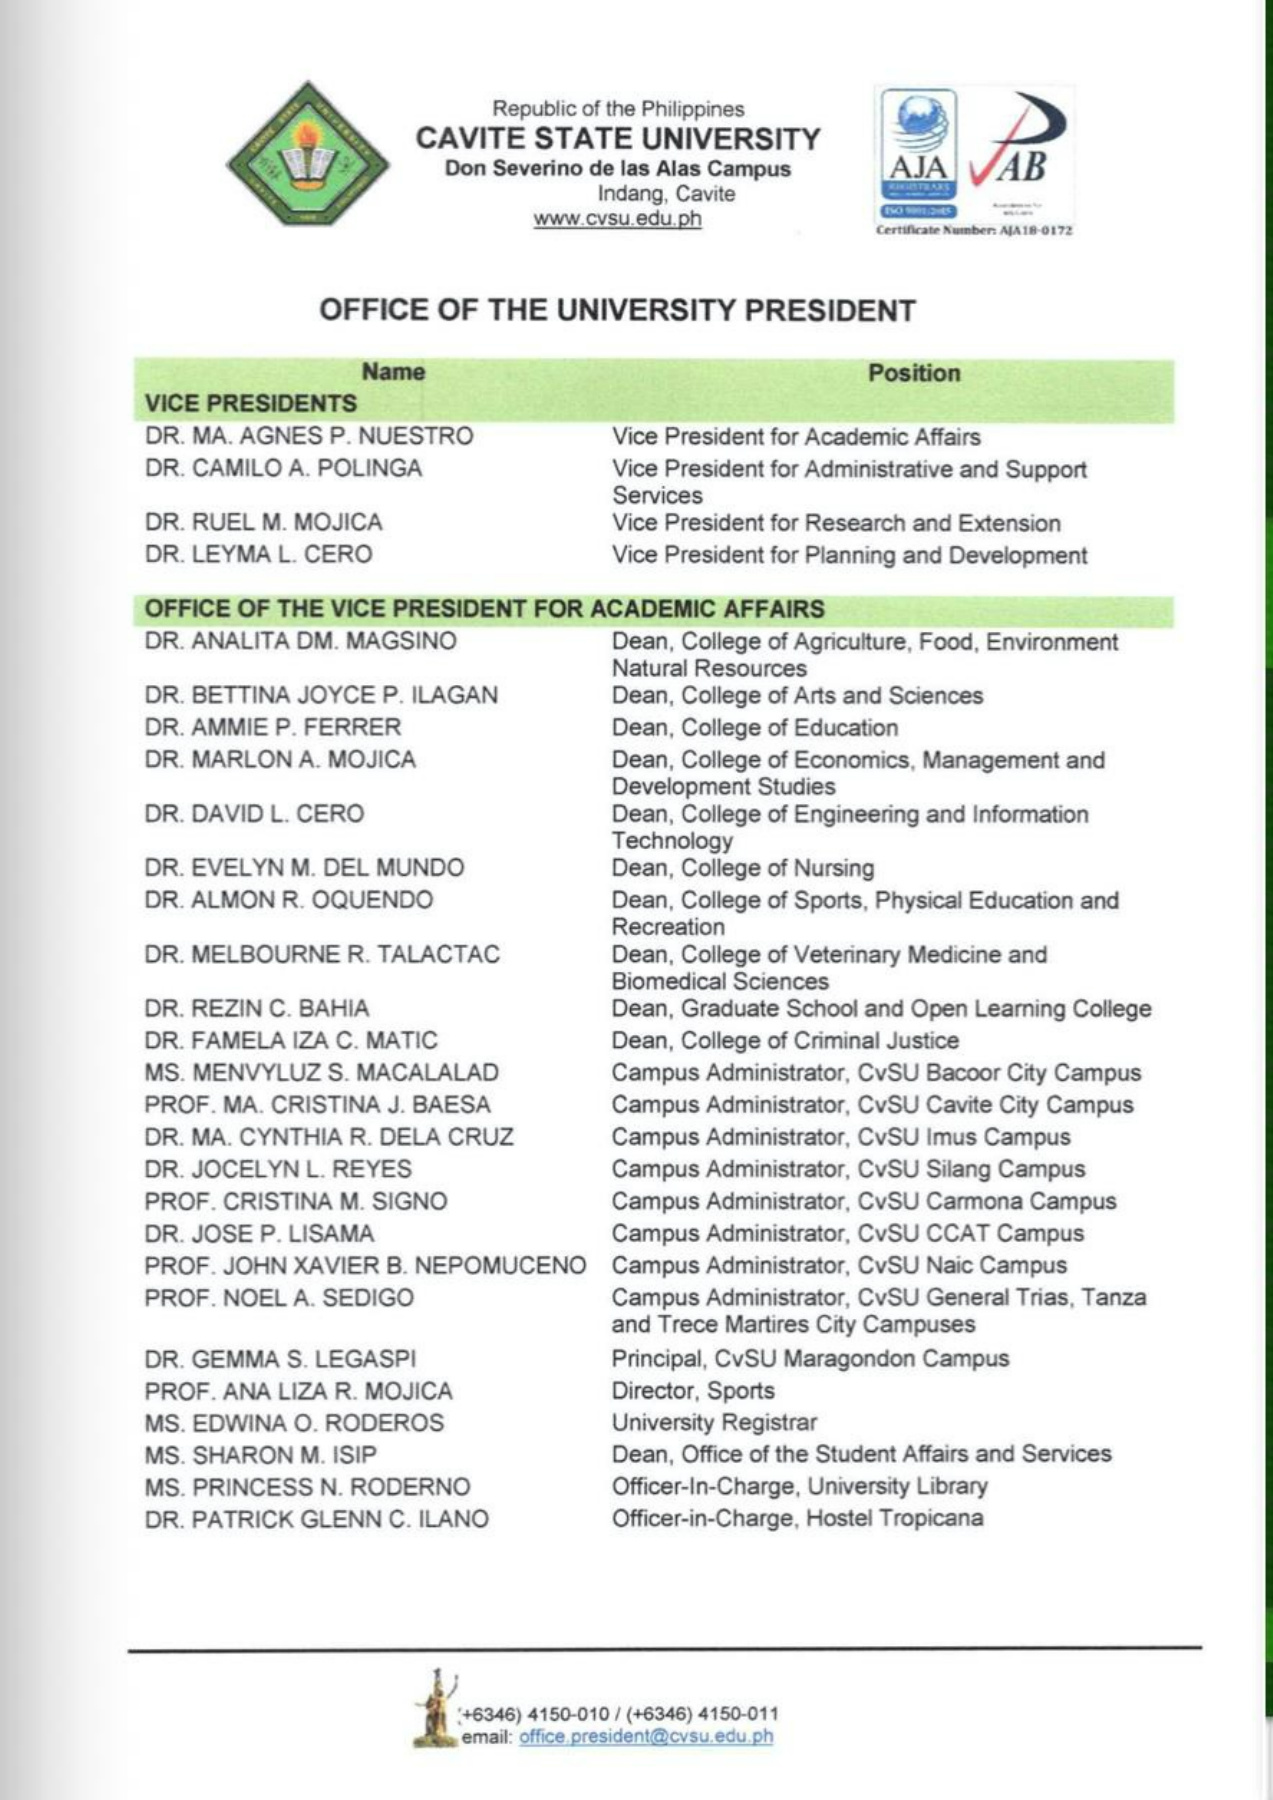 Republic of the Philippines
CAVITE STATE UNIVERSITY
Don Severino de las Alas Campus
Indang, Cavite
www.cvsu.edu.ph
AJA
REGISTRARS
ISO 9001:2015
PAB
Certificate Number: AJA18-0172
OFFICE OF THE UNIVERSITY PRESIDENT
Name Position
VICE PRESIDENTS
DR. MA. AGNES P. NUESTRO Vice President for Academic Affairs
DR. CAMILO A. POLINGA Vice President for Administrative and Support
Services
DR. RUEL M. MOJICA Vice President for Research and Extension
DR. LEYMA L. CERO Vice President for Planning and Development
OFFICE OF THE VICE PRESIDENT FOR ACADEMIC AFFAIRS
DR. ANALITA DM. MAGSINO Dean, College of Agriculture, Food, Environment
Natural Resources
DR. BETTINA JOYCE P. ILAGAN Dean, College of Arts and Sciences
DR. AMMIE P. FERRER Dean, College of Education
DR. MARLON A. MOJICA Dean, College of Economics, Management and
Development Studies
DR. DAVID L. CERO Dean, College of Engineering and Information
Technology
DR. EVELYN M. DEL MUNDO Dean, College of Nursing
DR. ALMON R. OQUENDO Dean, College of Sports, Physical Education and
Recreation
DR. MELBOURNE R. TALACTAC Dean, College of Veterinary Medicine and
Biomedical Sciences
DR. REZIN C. BAHIA Dean, Graduate School and Open Learning College
DR. FAMELA IZA C. MATIC Dean, College of Criminal Justice
MS. MENVYLUZ S. MACALALAD Campus Administrator, CvSU Bacoor City Campus
PROF. MA. CRISTINA J. BAESA Campus Administrator, CvSU Cavite City Campus
DR. MA. CYNTHIA R. DELA CRUZ Campus Administrator, CvSU Imus Campus
DR. JOCELYN L. REYES Campus Administrator, CvSU Silang Campus
PROF. CRISTINA M. SIGNO Campus Administrator, CvSU Carmona Campus
DR. JOSE P. LISAMA Campus Administrator, CvSU CCAT Campus
PROF. JOHN XAVIER B. NEPOMUCENO Campus Administrator, CvSU Naic Campus
PROF. NOEL A. SEDIGO Campus Administrator, CvSU General Trias, Tanza
and Trece Martires City Campuses
DR. GEMMA S. LEGASPI Principal, CvSU Maragondon Campus
PROF. ANA LIZA R. MOJICA Director, Sports
MS. EDWINA O. RODEROS University Registrar
MS. SHARON M. ISIP Dean, Office of the Student Affairs and Services
MS. PRINCESS N. RODERNO Officer-In-Charge, University Library
DR. PATRICK GLENN C. ILANO Officer-in-Charge, Hostel Tropicana
(+6346) 4150-010 / (+6346) 4150-011
email: office.president@cvsu.edu.ph